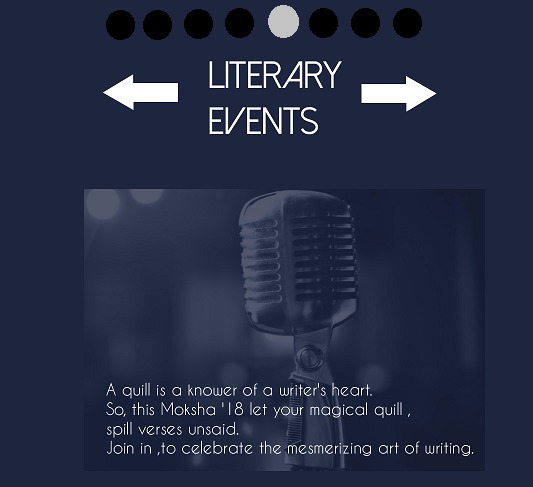 LITERARY
EVENTS
A quill is a knower of a writer's heart.
So, this Moksha '18 let your magical quill ,
spill verses unsaid.
Join in ,to celebrate the mesmerizing art of writing.